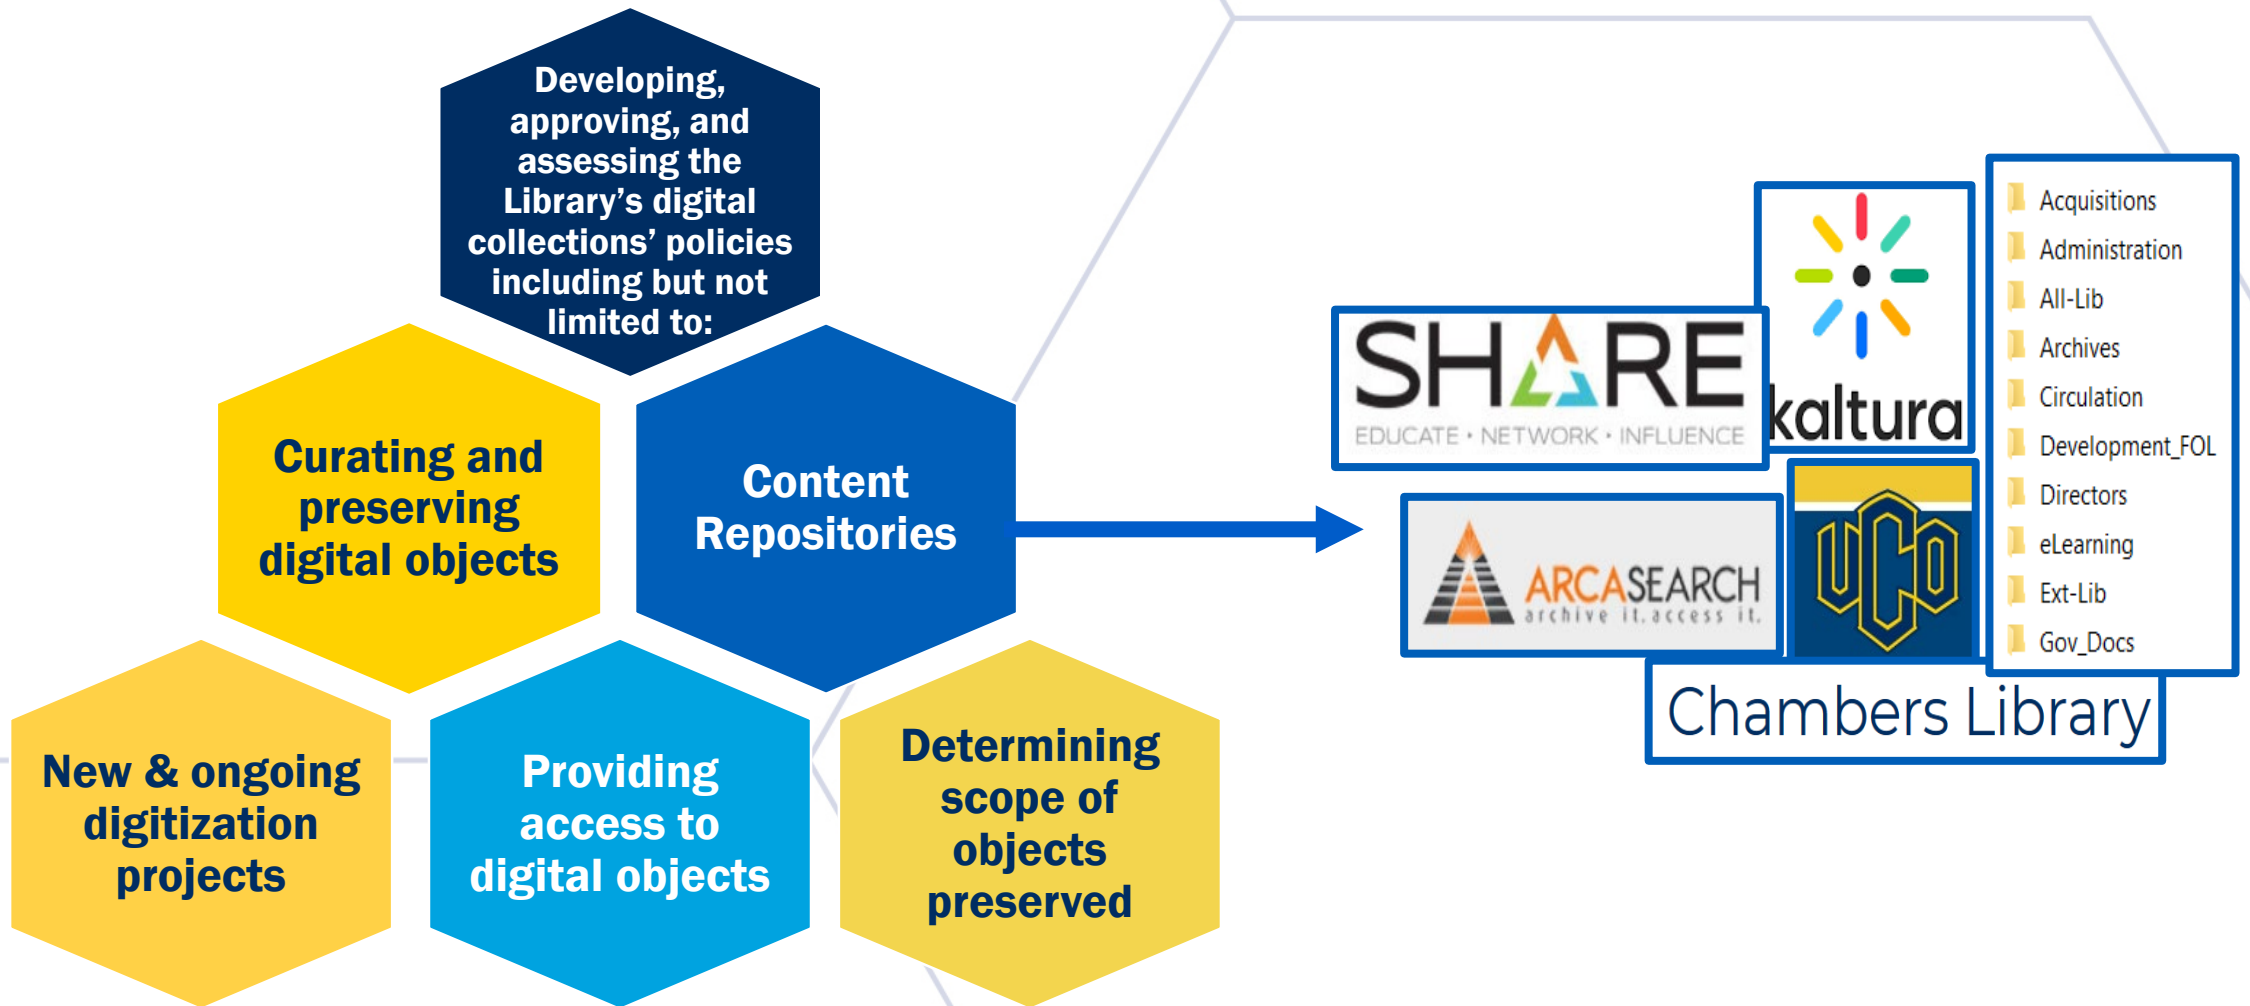 Developing,
approving, and
assessing the
Library’s digital
collections’ policies
including but not
limited to:
Curating and
preserving
digital objects
Content
Repositories
New & ongoing
digitization
projects
Providing
access to
digital objects
Determining
scope of
objects
preserved
SHARE
EDUCATE • NETWORK • INFLUENCE
kaltura
ARCASEARCH
archive it. access it.
UCO
Chambers Library
Acquisitions
Administration
All-Lib
Archives
Circulation
Development_FOL
Directors
eLearning
Ext-Lib
Gov_Docs